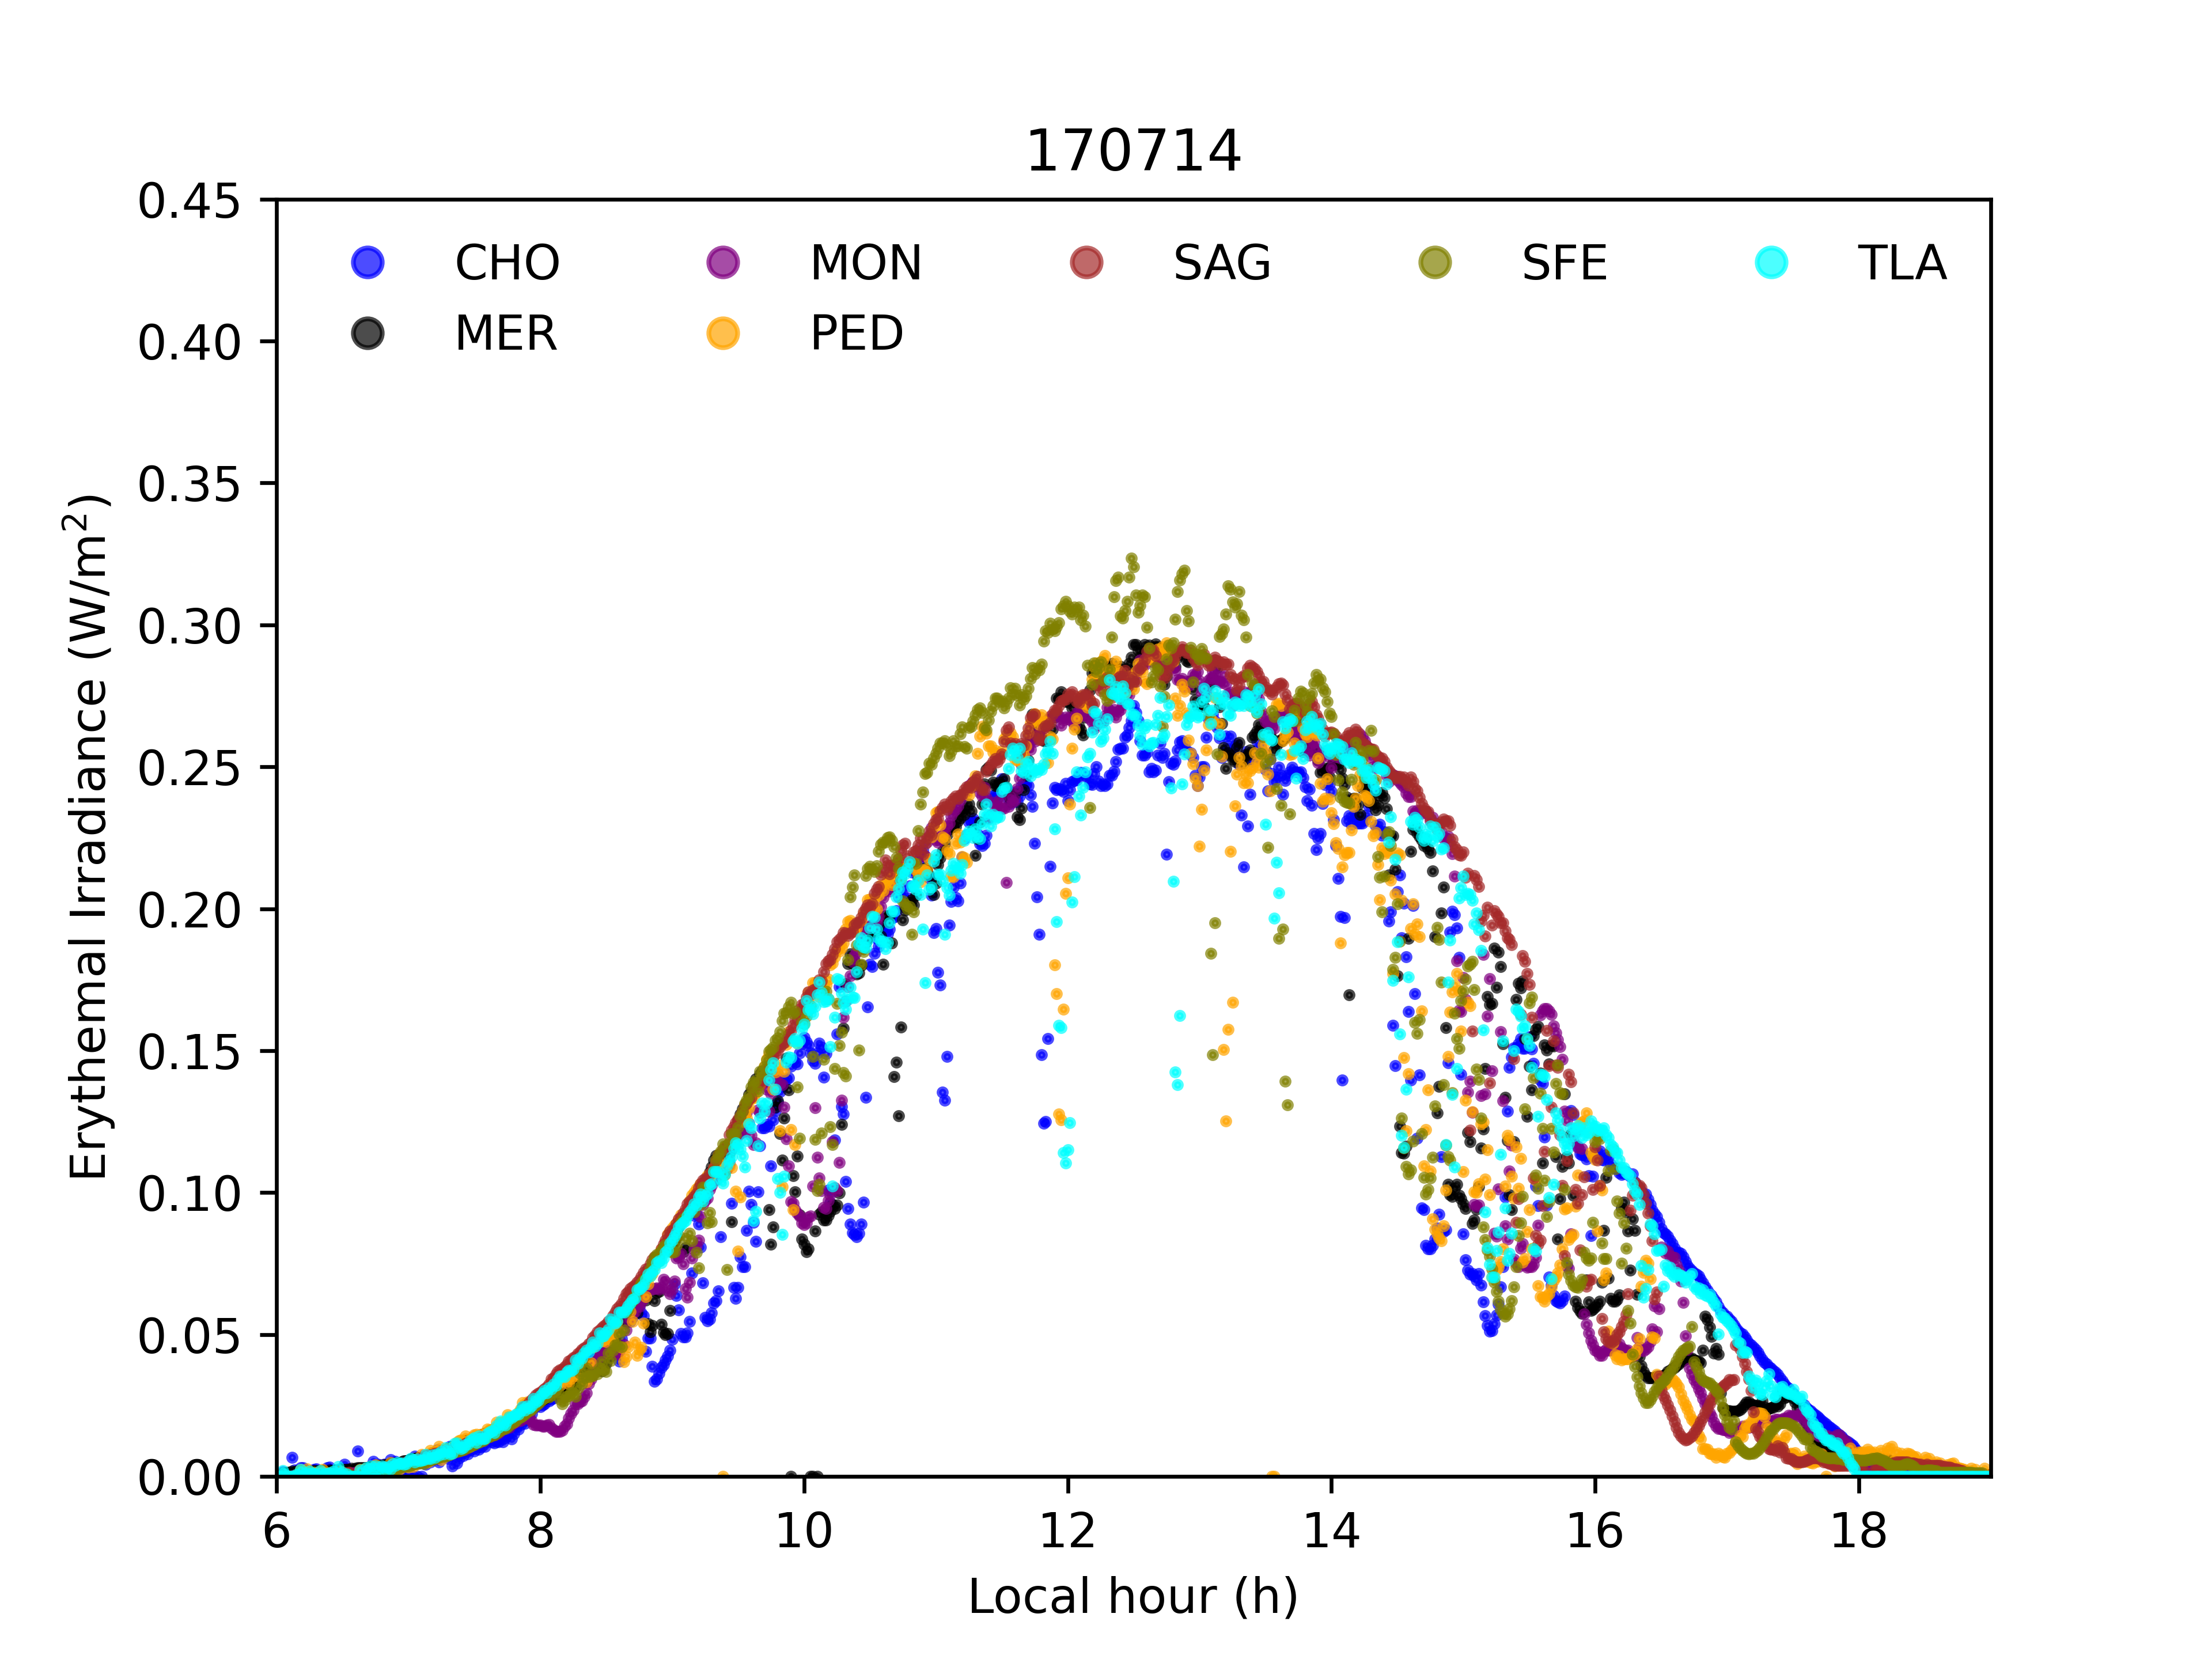 170714
0.45
0.40
0.35
0.30
0.25
0.20
0.15
0.10
0.05
0.00
Erythemal Irradiance (W/m²)
CHO MON SAG SFE TLA
MER PED
6 8 10 12 14 16 18
Local hour (h)